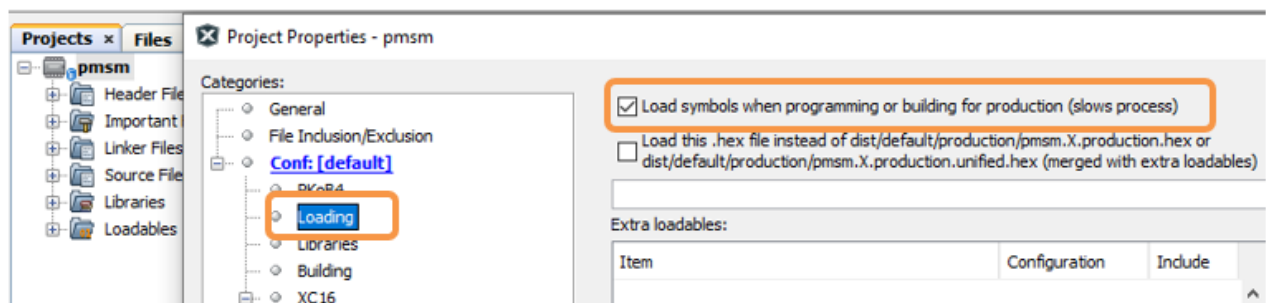 Projects × Files
Project Properties - pmsm
pmsm
Header File
Important
Linker Files
Source File
Libraries
Loadables
Categories:
General
File Inclusion/Exclusion
Conf: [default]
PKoB4
Loading
Libraries
Building
XC16
Load symbols when programming or building for production (slows process)
Load this .hex file instead of dist/default/production/pmsm.X.production.hex or
dist/default/production/pmsm.X.production.unified.hex (merged with extra loadables)
Extra loadables:
Item Configuration Include